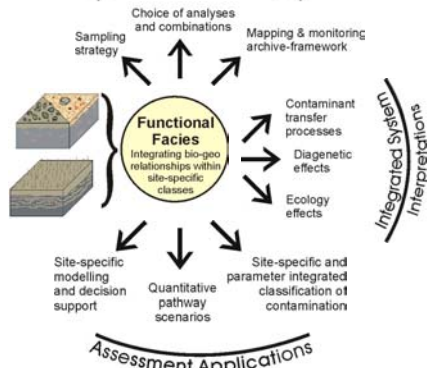 Choice of analyses
and combinations
Sampling
strategy
Mapping & monitoring
archive-framework
Functional
Facies
Integrating bio-geo
relationships within
site-specific
classes
Contaminant
transfer
processes
Diagenetic
effects
Ecology
effects
Integrated System
Interpretations
Site-specific
modelling
and decision
support
Quantitative
pathway
scenarios
Site-specific and
parameter integrated
classification of
contamination
Assessment Applications